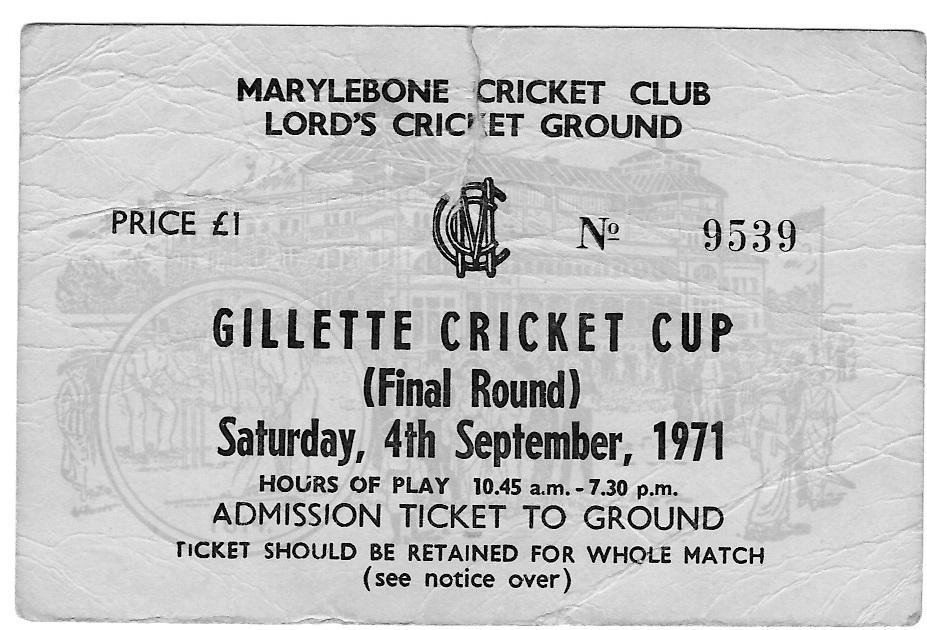 MARYLEBONE CRICKET CLUB
LORD'S CRICKET GROUND
MCC
PRICE £1
Nº 9539
GILLETTE CRICKET CUP
(Final Round)
Saturday, 4th September, 1971
HOURS OF PLAY 10.45 a.m. - 7.30 p.m.
ADMISSION TICKET TO GROUND
TICKET SHOULD BE RETAINED FOR WHOLE MATCH
(see notice over)